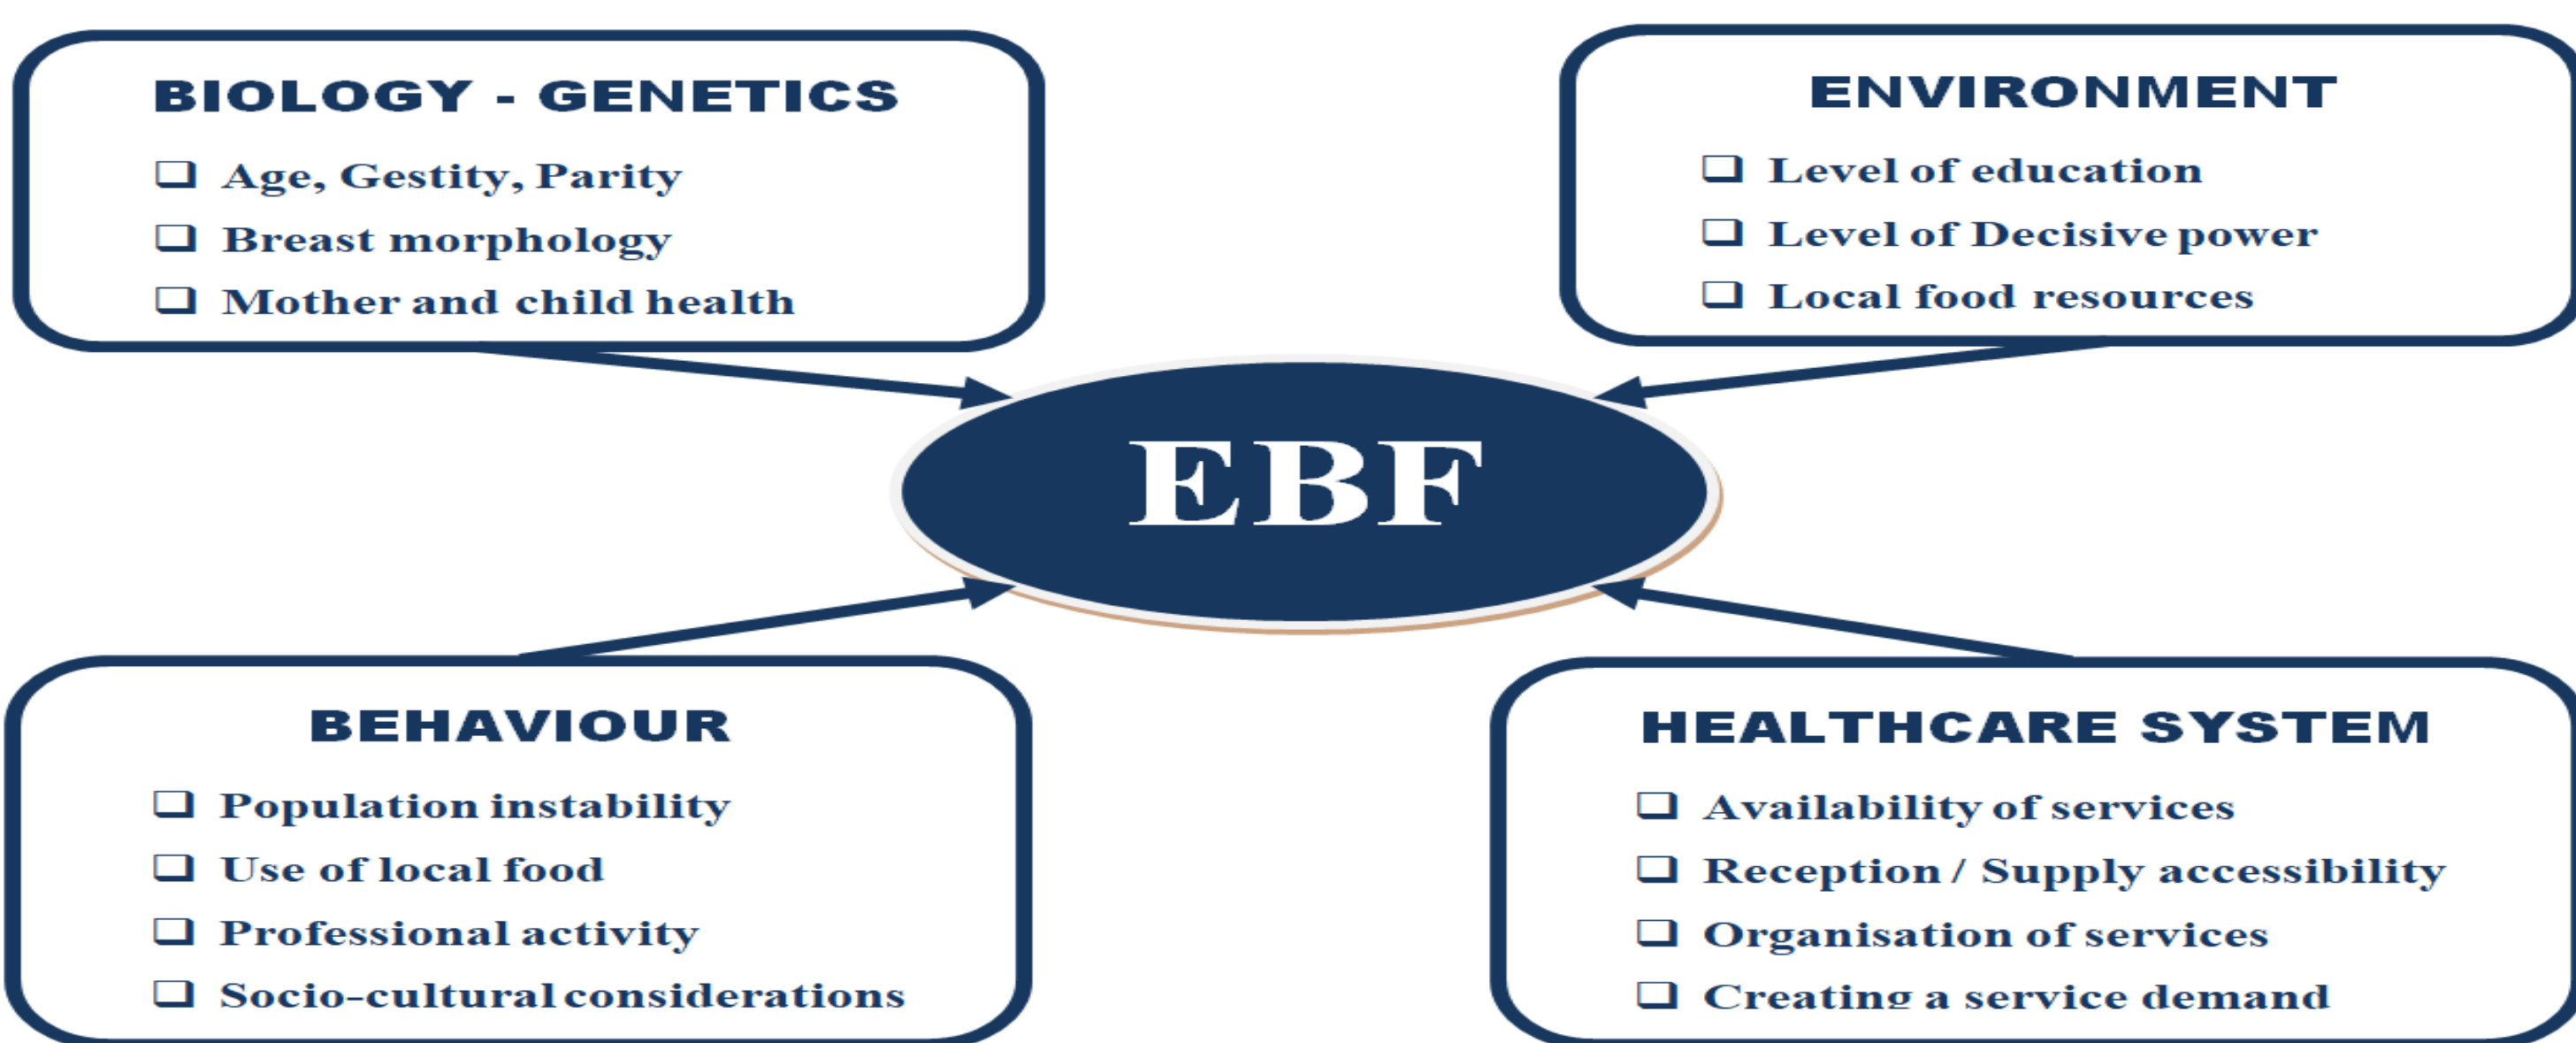 BIOLOGY - GENETICS
Age, Gestity, Parity
Breast morphology
Mother and child health
ENVIRONMENT
Level of education
Level of Decisive power
Local food resources
EBF
BEHAVIOUR
Population instability
Use of local food
Professional activity
Socio-cultural considerations
HEALTHCARE SYSTEM
Availability of services
Reception / Supply accessibility
Organisation of services
Creating a service demand